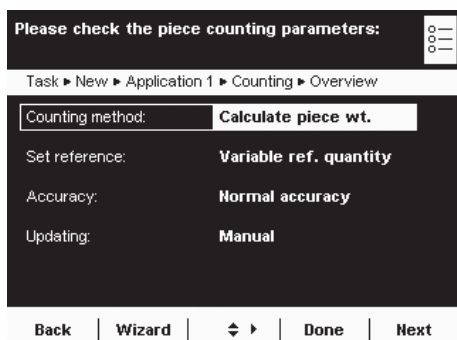 Please check the piece counting parameters:
Task ▸ New ▸ Application 1 ▸ Counting ▸ Overview
Counting method: Calculate piece wt.
Set reference: Variable ref. quantity
Accuracy: Normal accuracy
Updating: Manual
Back Wizard Done Next